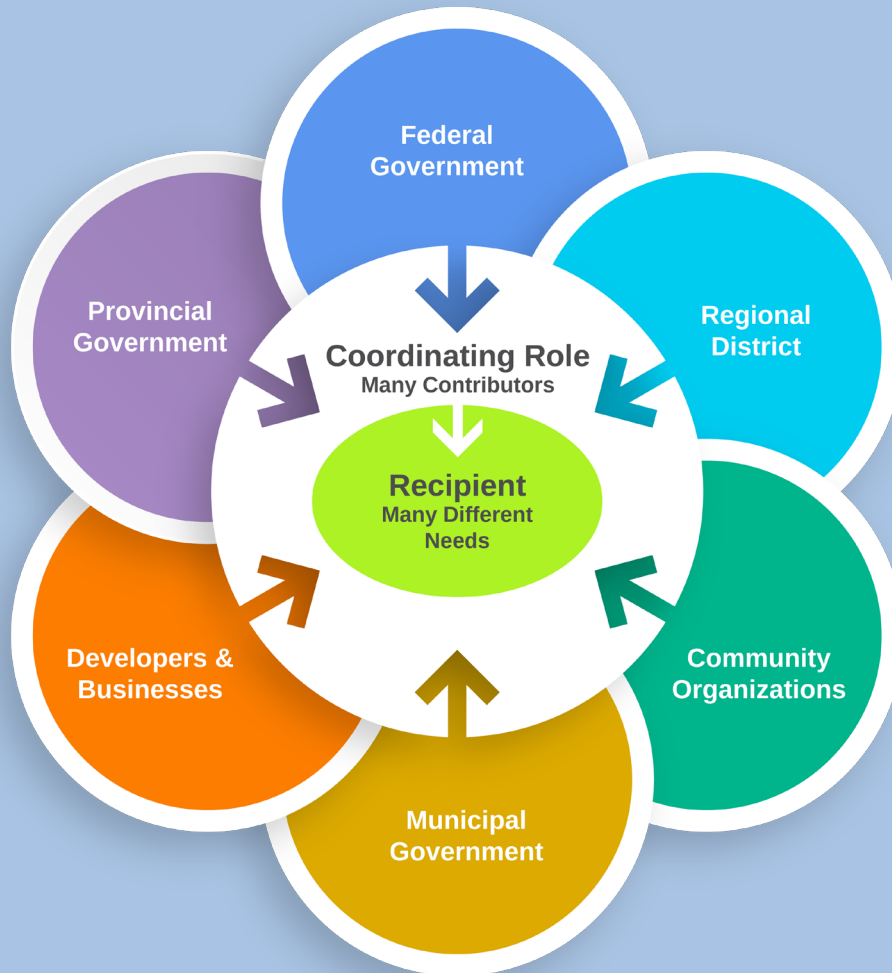 Federal
Government
Provincial
Government
Regional
District
Coordinating Role
Many Contributors
Recipient
Many Different
Needs
Developers &
Businesses
Community
Organizations
Municipal
Government